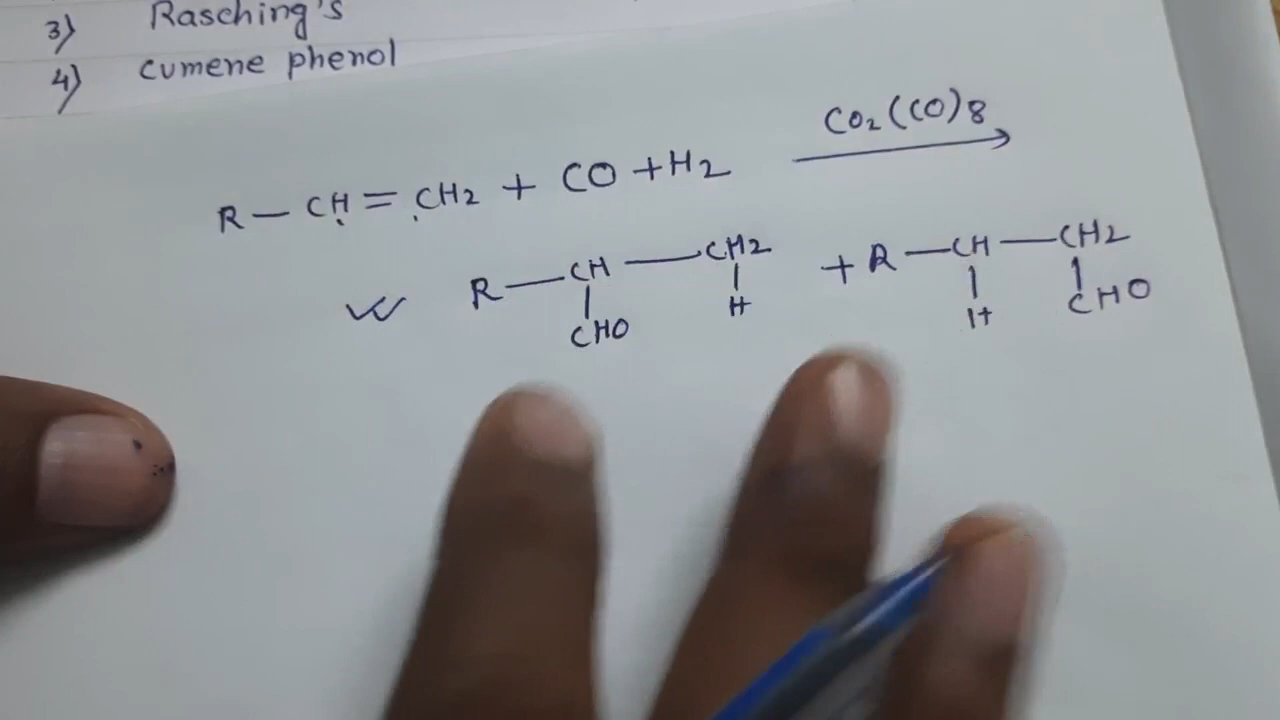 3) Rasching's
4) Cumene phenol
Co₂(CO)8
R — CH = CH₂ + CO + H₂
R — CH — CH₂ + R — CH — CH₂
CHO H H CHO